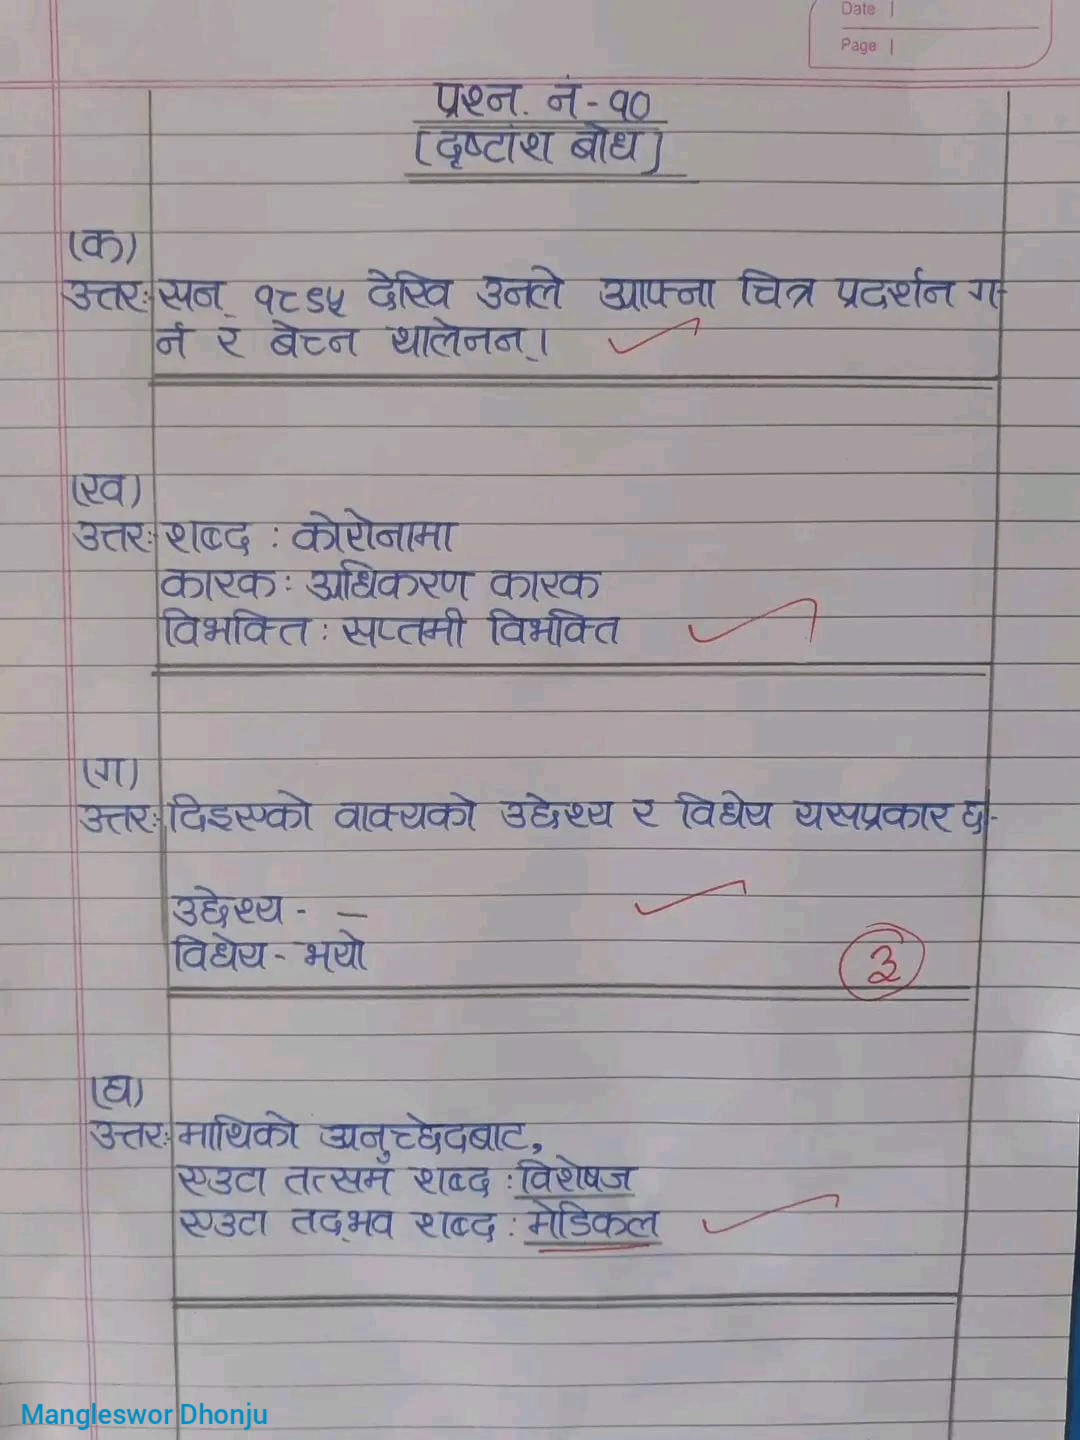 Date |
Page |
प्रश्न. नं - १०
[दृष्टांश बोध]
(क)
उत्तरः सन् १८६५ देखि उनले आफ्ना चित्र प्रदर्शन ग-
र्न र बेच्न थालेनन्।
(ख)
उत्तरः शब्द : कोरोनामा
कारकः अधिकरण कारक
विभक्ति : सप्तमी विभक्ति
(ग)
उत्तरः दिइएको वाक्यको उद्देश्य र विधेय यसप्रकार छ-
उद्देश्य - –
विधेय - भयो
३
(घ)
उत्तरः माथिको अनुच्छेदबाट,
एउटा तत्सम शब्द : विशेषज
एउटा तद्भव शब्द : मेडिकल
Mangleswor Dhonju